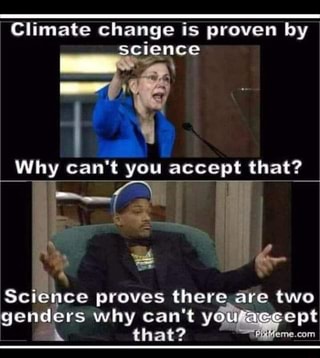 Climate change is proven by
science
Why can't you accept that?
Science proves there are two
genders why can't you accept
that?
PixMeme.com